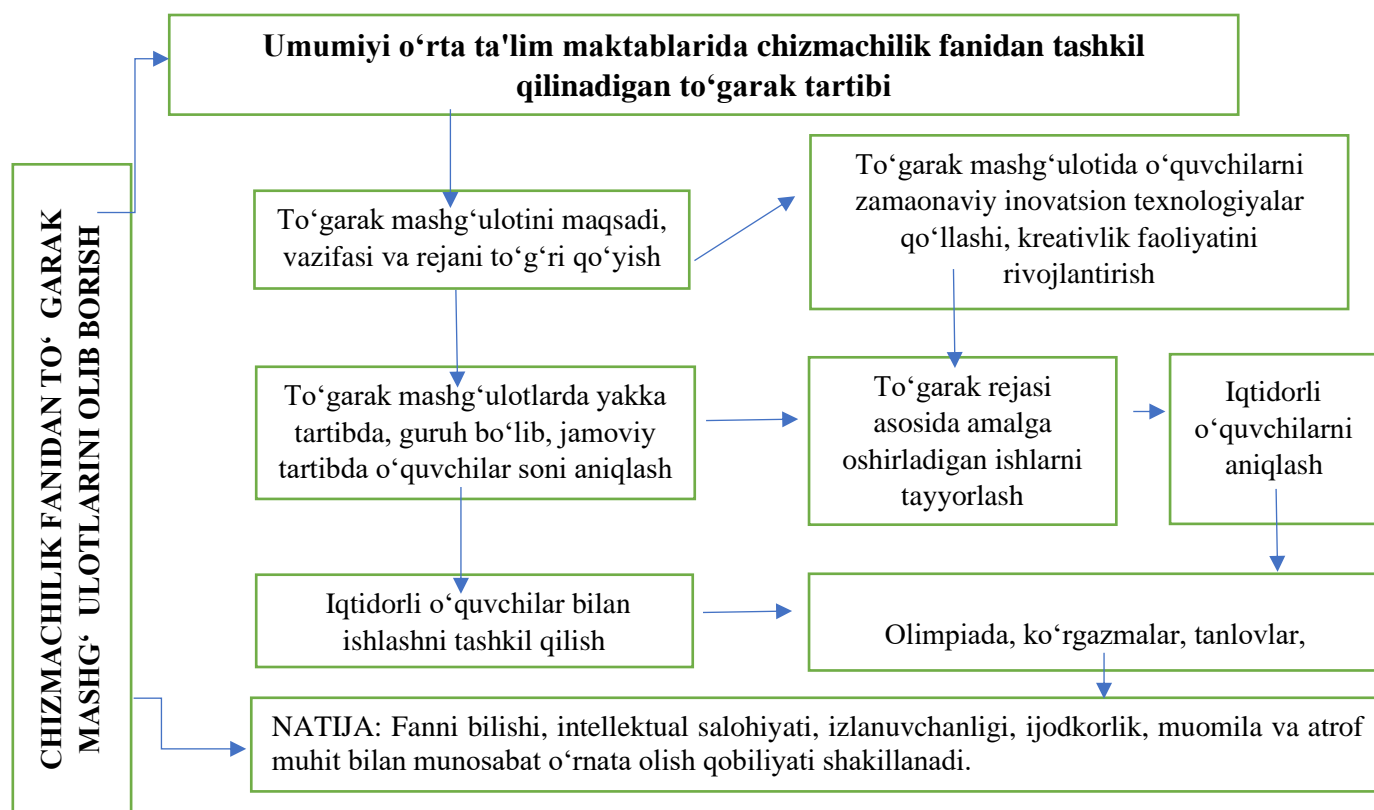 Umumiyi o‘rta ta'lim maktablarida chizmachilik fanidan tashkil
qilinadigan to‘garak tartibi
CHIZMACHILIK FANIDAN TO‘ GARAK
MASHG‘ ULOTLARINI OLIB BORISH
To‘garak mashg‘ulotini maqsadi,
vazifasi va rejani to‘g‘ri qo‘yish
To‘garak mashg‘ulotida o‘quvchilarni
zamaonaviy inovatsion texnologiyalar
qo‘llashi, kreativlik faoliyatini
rivojlantirish
To‘garak mashg‘ulotlarda yakka
tartibda, guruh bo‘lib, jamoviy
tartibda o‘quvchilar soni aniqlash
To‘garak rejasi
asosida amalga
oshirladigan ishlarni
tayyorlash
Iqtidorli
o‘quvchilarni
aniqlash
Iqtidorli o‘quvchilar bilan
ishlashni tashkil qilish
Olimpiada, ko‘rgazmalar, tanlovlar,
NATIJA: Fanni bilishi, intellektual salohiyati, izlanuvchanligi, ijodkorlik, muomila va atrof
muhit bilan munosabat o‘rnata olish qobiliyati shakillanadi.